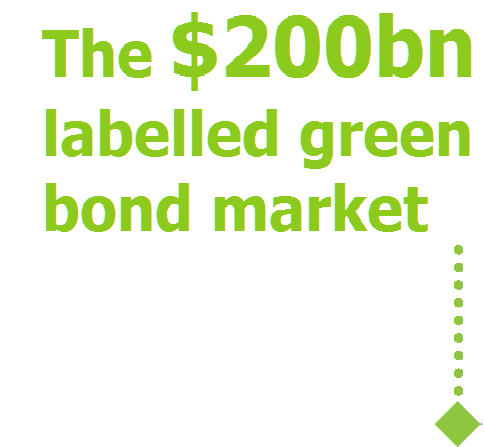 The $200bn
labelled green
bond market